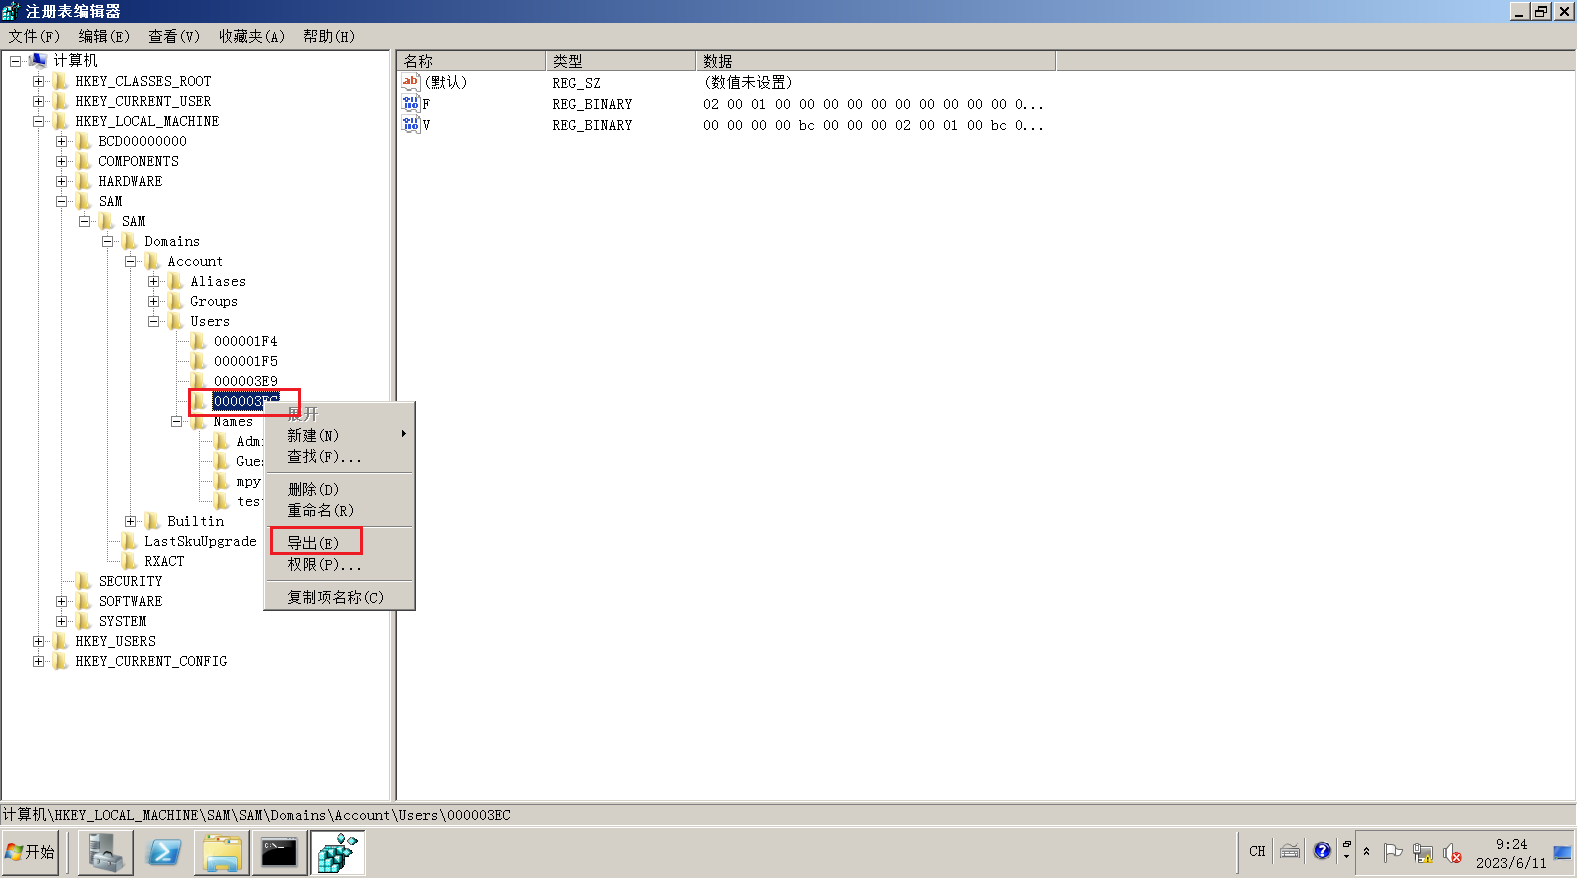 注册表编辑器
文件(F) 编辑(E) 查看(V) 收藏夹(A) 帮助(H)
计算机
HKEY_CLASSES_ROOT
HKEY_CURRENT_USER
HKEY_LOCAL_MACHINE
BCD00000000
COMPONENTS
HARDWARE
SAM
SAM
Domains
Account
Aliases
Groups
Users
000001F4
000001F5
000003E9
000003EC
Names
Adm
Gue
mpy
tes
Builtin
LastSkuUpgrade
RXACT
SECURITY
SOFTWARE
SYSTEM
HKEY_USERS
HKEY_CURRENT_CONFIG
展开
新建(N)
查找(F)...
删除(D)
重命名(R)
导出(E)
权限(P)...
复制项名称(C)
名称 类型 数据
(默认) REG_SZ (数值未设置)
F REG_BINARY 02 00 01 00 00 00 00 00 00 00 00 00 00 0...
V REG_BINARY 00 00 00 00 bc 00 00 00 02 00 01 00 bc 0...
计算机\HKEY_LOCAL_MACHINE\SAM\SAM\Domains\Account\Users\000003EC
开始
CH
9:24
2023/6/11